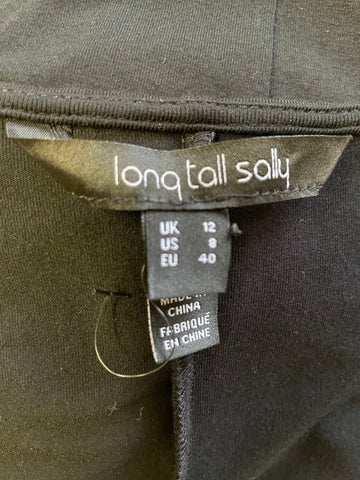 long tall sally
UK 12
US 8
EU 40
MADE IN
CHINA
FABRIQUÉ
EN CHINE